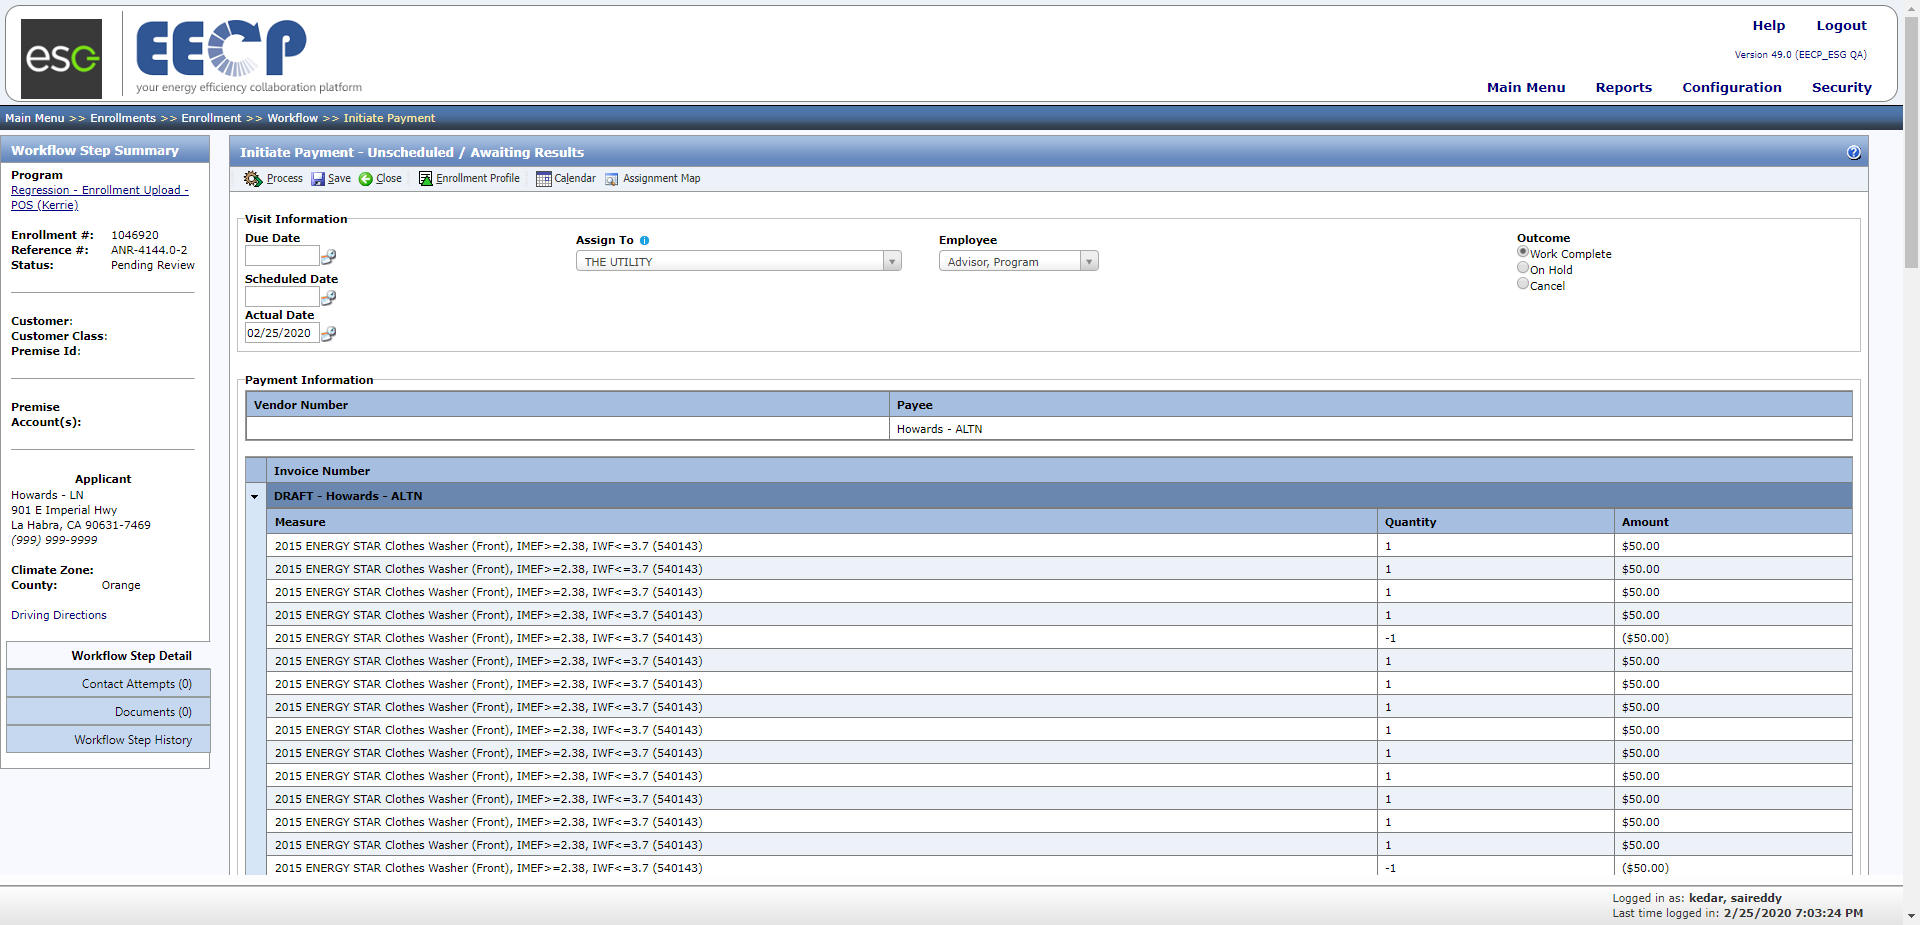 esg
EECP
your energy efficiency collaboration platform
Help Logout
Version 49.0 (EECP_ESG QA)
Main Menu Reports Configuration Security
Main Menu >> Enrollments >> Enrollment >> Workflow >> Initiate Payment
Workflow Step Summary
Program
Regression - Enrollment Upload -
POS (Kerrie)
Enrollment #: 1046920
Reference #: ANR-4144.0-2
Status: Pending Review
Customer:
Customer Class:
Premise Id:
Premise
Account(s):
Applicant
Howards - LN
901 E Imperial Hwy
La Habra, CA 90631-7469
(999) 999-9999
Climate Zone:
County: Orange
Driving Directions
Workflow Step Detail
Contact Attempts (0)
Documents (0)
Workflow Step History
Initiate Payment - Unscheduled / Awaiting Results
Process Save Close Enrollment Profile Calendar Assignment Map
Visit Information
Due Date
Scheduled Date
Actual Date
02/25/2020
Assign To
THE UTILITY
Employee
Advisor, Program
Outcome
Work Complete
On Hold
Cancel
Payment Information
Vendor Number Payee
Howards - ALTN
Invoice Number
DRAFT - Howards - ALTN
Measure Quantity Amount
2015 ENERGY STAR Clothes Washer (Front), IMEF>=2.38, IWF<=3.7 (540143) 1 $50.00
2015 ENERGY STAR Clothes Washer (Front), IMEF>=2.38, IWF<=3.7 (540143) 1 $50.00
2015 ENERGY STAR Clothes Washer (Front), IMEF>=2.38, IWF<=3.7 (540143) 1 $50.00
2015 ENERGY STAR Clothes Washer (Front), IMEF>=2.38, IWF<=3.7 (540143) 1 $50.00
2015 ENERGY STAR Clothes Washer (Front), IMEF>=2.38, IWF<=3.7 (540143) -1 ($50.00)
2015 ENERGY STAR Clothes Washer (Front), IMEF>=2.38, IWF<=3.7 (540143) 1 $50.00
2015 ENERGY STAR Clothes Washer (Front), IMEF>=2.38, IWF<=3.7 (540143) 1 $50.00
2015 ENERGY STAR Clothes Washer (Front), IMEF>=2.38, IWF<=3.7 (540143) 1 $50.00
2015 ENERGY STAR Clothes Washer (Front), IMEF>=2.38, IWF<=3.7 (540143) 1 $50.00
2015 ENERGY STAR Clothes Washer (Front), IMEF>=2.38, IWF<=3.7 (540143) 1 $50.00
2015 ENERGY STAR Clothes Washer (Front), IMEF>=2.38, IWF<=3.7 (540143) 1 $50.00
2015 ENERGY STAR Clothes Washer (Front), IMEF>=2.38, IWF<=3.7 (540143) 1 $50.00
2015 ENERGY STAR Clothes Washer (Front), IMEF>=2.38, IWF<=3.7 (540143) 1 $50.00
2015 ENERGY STAR Clothes Washer (Front), IMEF>=2.38, IWF<=3.7 (540143) 1 $50.00
2015 ENERGY STAR Clothes Washer (Front), IMEF>=2.38, IWF<=3.7 (540143) -1 ($50.00)
Logged in as: kedar, saireddy
Last time logged in: 2/25/2020 7:03:24 PM